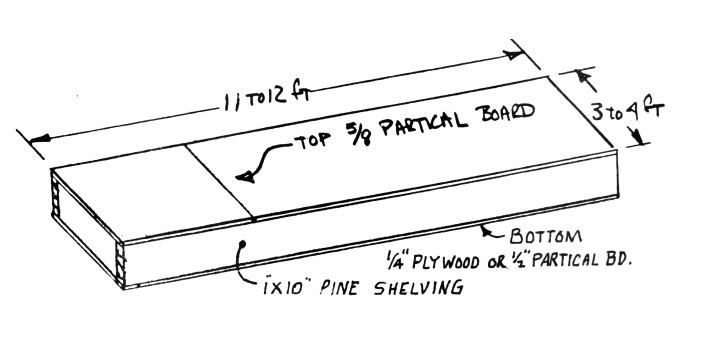 11 TO 12 FT
3 to 4 FT
TOP 5/8 PARTICAL BOARD
BOTTOM
1/4" PLYWOOD OR 1/2" PARTICAL BD.
1"X10" PINE SHELVING